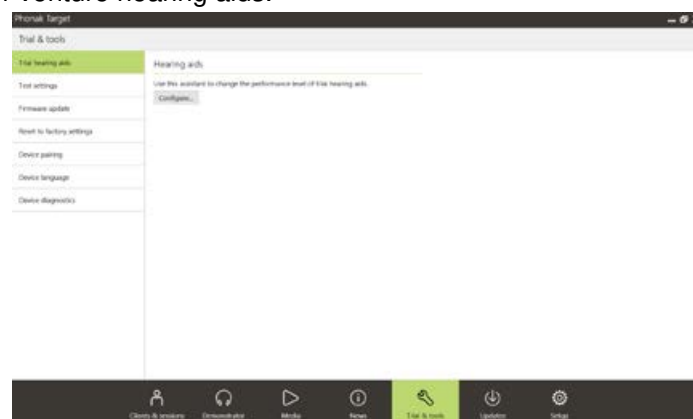 Venture hearing aids.
Phonak Target
Trial & tools
Trial hearing aids
Hearing aids
Use this assistant to change the performance level of trial hearing aids.
Configure...
Test settings
Firmware update
Reset to factory settings
Device pairing
Device language
Device diagnostics
Clients & sessions
Demonstrator
Media
News
Trial & tools
Updates
Setup